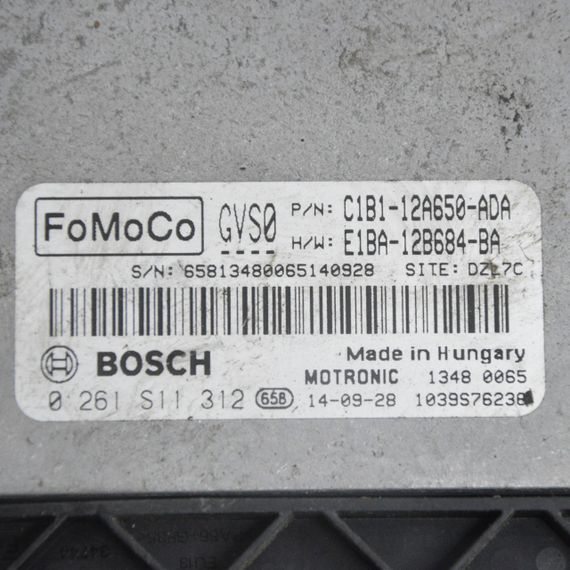 FoMoCo GVS0 P/N: C1B1-12A650-ADA
H/W: E1BA-12B684-BA
S/N: 65813480065140928 SITE: DZL7C
BOSCH Made in Hungary
MOTRONIC 1348 0065
0 261 S11 312 65B 14-09-28 1039S76238